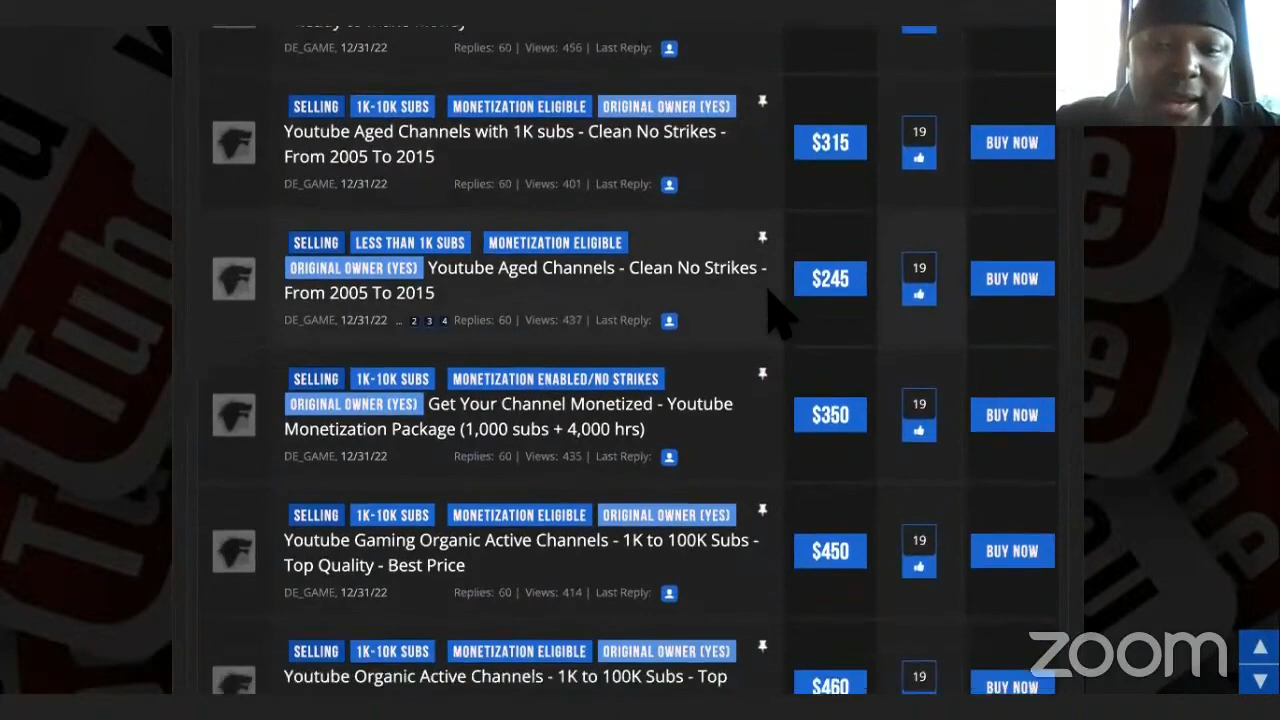 DE_GAME, 12/31/22 Replies: 60 | Views: 456 | Last Reply:
SELLING 1K-10K SUBS MONETIZATION ELIGIBLE ORIGINAL OWNER (YES)
Youtube Aged Channels with 1K subs - Clean No Strikes -
From 2005 To 2015
DE_GAME, 12/31/22 Replies: 60 | Views: 401 | Last Reply:
$315
19
BUY NOW
SELLING LESS THAN 1K SUBS MONETIZATION ELIGIBLE
ORIGINAL OWNER (YES) Youtube Aged Channels - Clean No Strikes -
From 2005 To 2015
DE_GAME, 12/31/22 ... 2 3 4 Replies: 60 | Views: 437 | Last Reply:
$245
19
BUY NOW
SELLING 1K-10K SUBS MONETIZATION ENABLED/NO STRIKES
ORIGINAL OWNER (YES) Get Your Channel Monetized - Youtube
Monetization Package (1,000 subs + 4,000 hrs)
DE_GAME, 12/31/22 Replies: 60 | Views: 435 | Last Reply:
$350
19
BUY NOW
SELLING 1K-10K SUBS MONETIZATION ELIGIBLE ORIGINAL OWNER (YES)
Youtube Gaming Organic Active Channels - 1K to 100K Subs -
Top Quality - Best Price
DE_GAME, 12/31/22 Replies: 60 | Views: 414 | Last Reply:
$450
19
BUY NOW
SELLING 1K-10K SUBS MONETIZATION ELIGIBLE ORIGINAL OWNER (YES)
Youtube Organic Active Channels - 1K to 100K Subs - Top
$460
19
BUY NOW
zoom